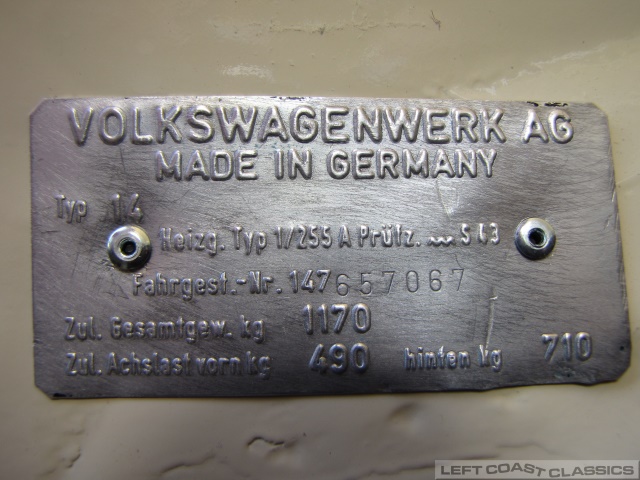 VOLKSWAGENWERK AG
MADE IN GERMANY
Typ 14
Heizg. Typ 1/255 A Prüfz. ~~~ S 43
Fahrgest.-Nr. 147657067
Zul. Gesamtgew. kg 1170
Zul. Achslast vorn kg 490 hinten kg 710
LEFT COAST CLASSICS